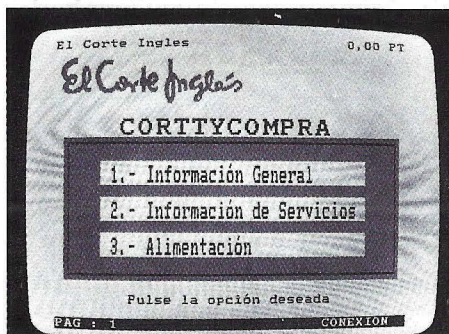 El Corte Ingles 0,00 PT
El Corte Inglés
CORTTYCOMPRA
1.- Información General
2.- Información de Servicios
3.- Alimentación
Pulse la opción deseada
PAG : 1 CONEXION